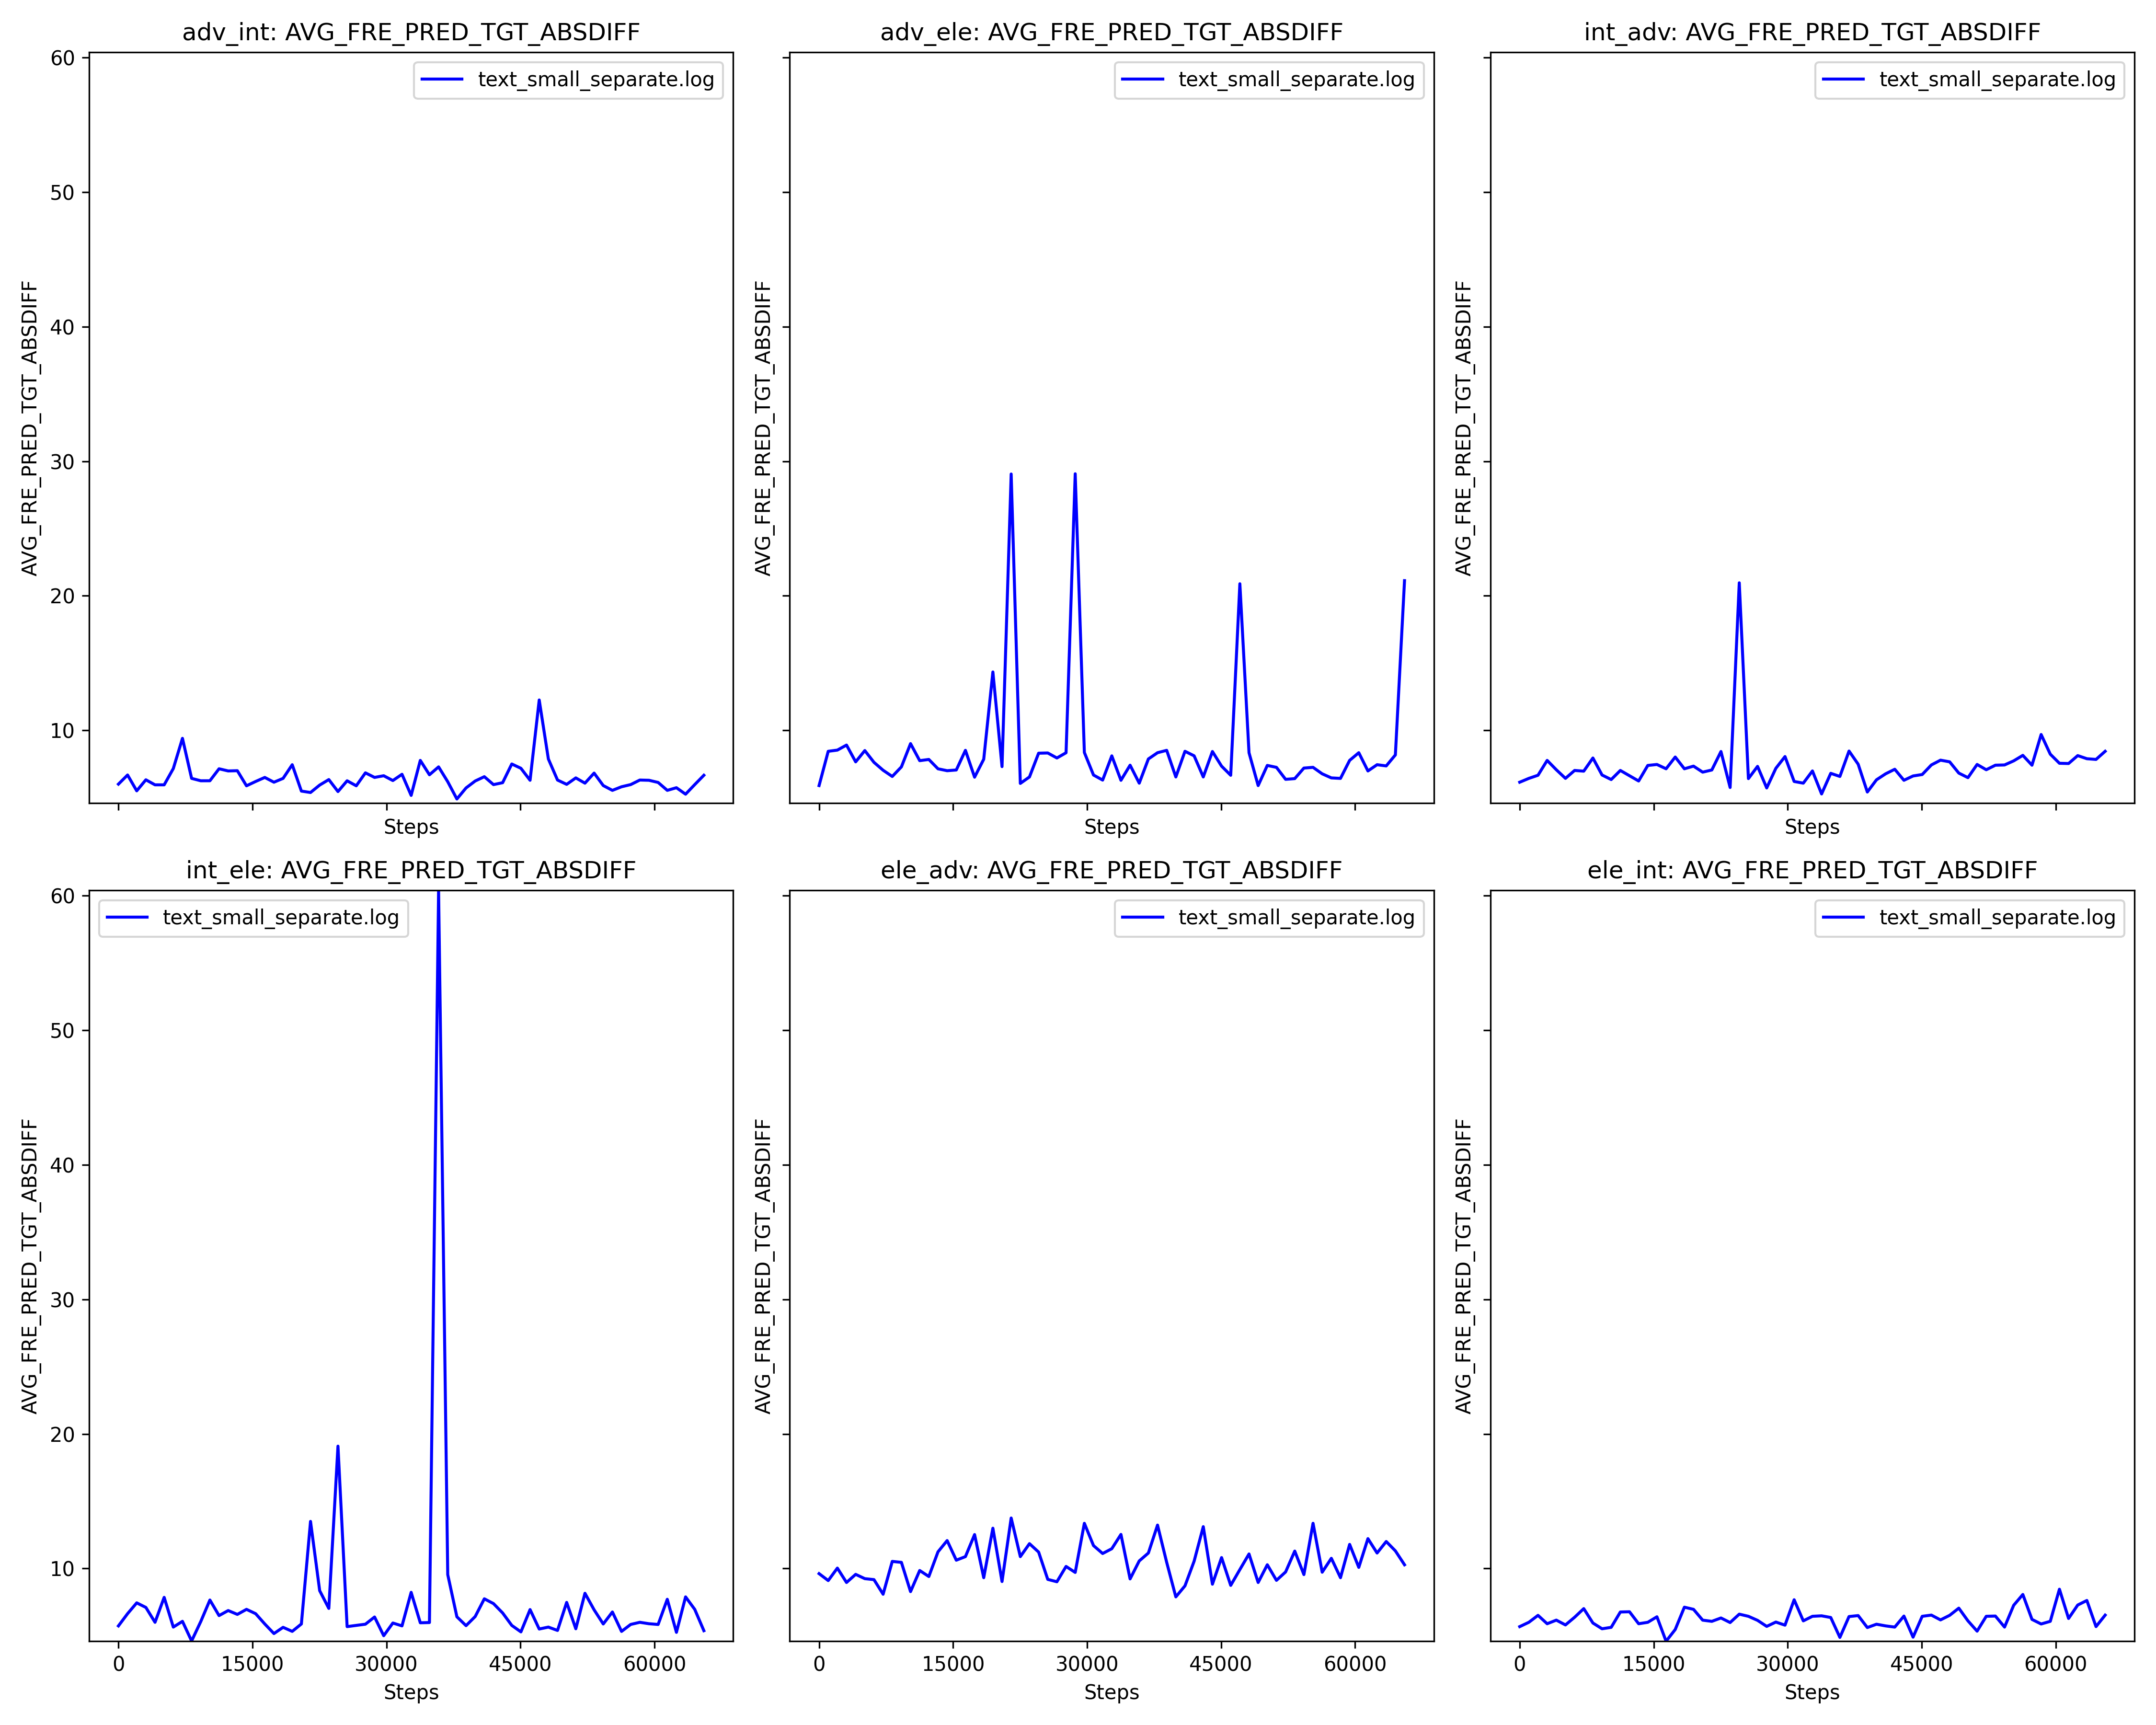 adv_int: AVG_FRE_PRED_TGT_ABSDIFF
adv_ele: AVG_FRE_PRED_TGT_ABSDIFF
int_adv: AVG_FRE_PRED_TGT_ABSDIFF
60
50
40
30
20
10
AVG_FRE_PRED_TGT_ABSDIFF
text_small_separate.log
Steps
AVG_FRE_PRED_TGT_ABSDIFF
text_small_separate.log
Steps
AVG_FRE_PRED_TGT_ABSDIFF
text_small_separate.log
Steps
int_ele: AVG_FRE_PRED_TGT_ABSDIFF
ele_adv: AVG_FRE_PRED_TGT_ABSDIFF
ele_int: AVG_FRE_PRED_TGT_ABSDIFF
60
50
40
30
20
10
AVG_FRE_PRED_TGT_ABSDIFF
text_small_separate.log
0 15000 30000 45000 60000
Steps
AVG_FRE_PRED_TGT_ABSDIFF
text_small_separate.log
0 15000 30000 45000 60000
Steps
AVG_FRE_PRED_TGT_ABSDIFF
text_small_separate.log
0 15000 30000 45000 60000
Steps